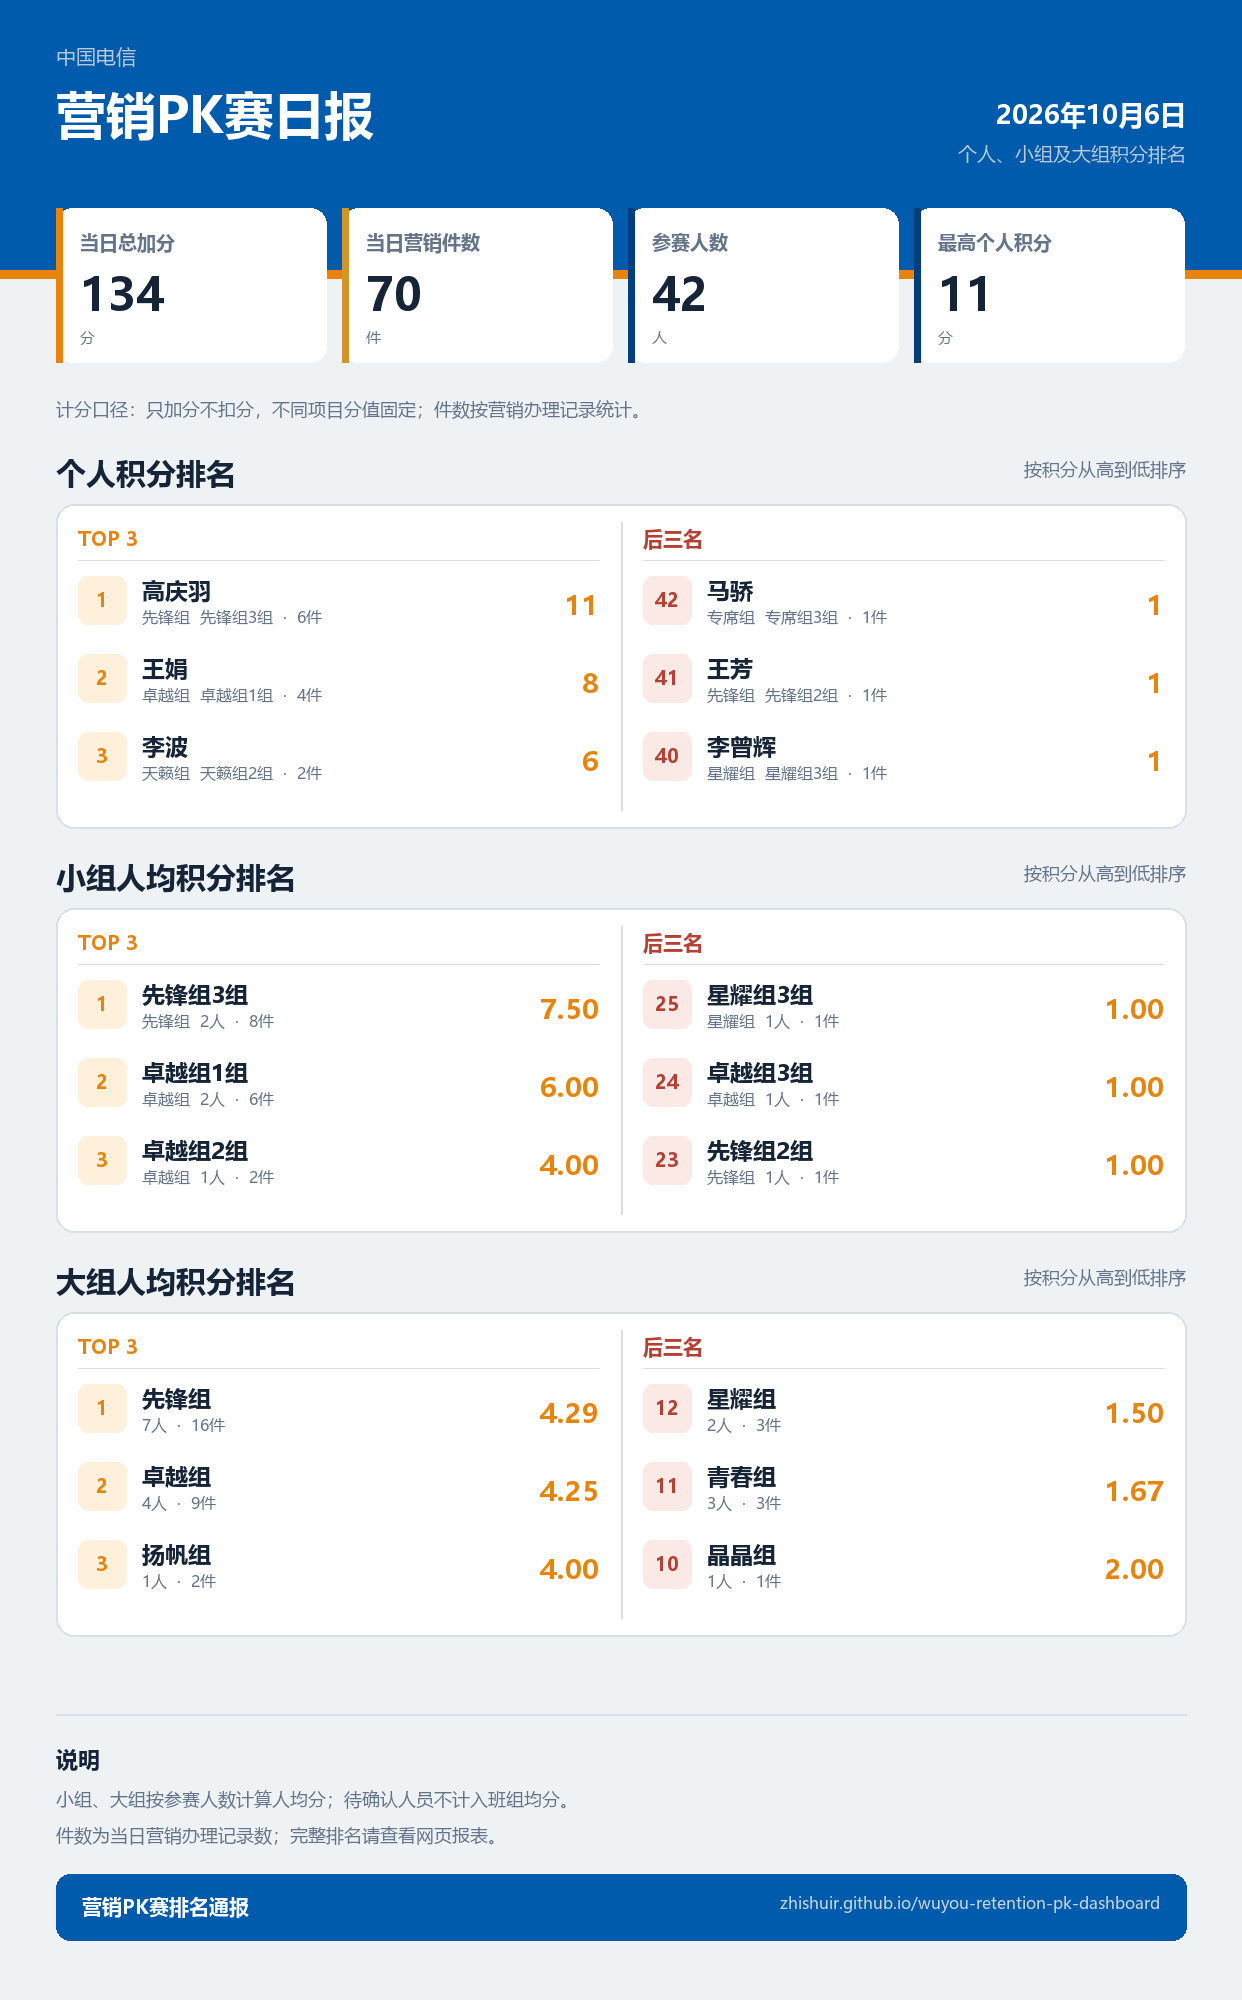 中国电信
营销PK赛日报
2026年10月6日
个人、小组及大组积分排名
当日总加分
134
分
当日营销件数
70
件
参赛人数
42
人
最高个人积分
11
分
计分口径：只加分不扣分，不同项目分值固定；件数按营销办理记录统计。
个人积分排名
按积分从高到低排序
TOP 3
1
高庆羽
先锋组 先锋组3组 · 6件
11
2
王娟
卓越组 卓越组1组 · 4件
8
3
李波
天籁组 天籁组2组 · 2件
6
后三名
42
马骄
专席组 专席组3组 · 1件
1
41
王芳
先锋组 先锋组2组 · 1件
1
40
李曾辉
星耀组 星耀组3组 · 1件
1
小组人均积分排名
按积分从高到低排序
TOP 3
1
先锋组3组
先锋组 2人 · 8件
7.50
2
卓越组1组
卓越组 2人 · 6件
6.00
3
卓越组2组
卓越组 1人 · 2件
4.00
后三名
25
星耀组3组
星耀组 1人 · 1件
1.00
24
卓越组3组
卓越组 1人 · 1件
1.00
23
先锋组2组
先锋组 1人 · 1件
1.00
大组人均积分排名
按积分从高到低排序
TOP 3
1
先锋组
7人 · 16件
4.29
2
卓越组
4人 · 9件
4.25
3
扬帆组
1人 · 2件
4.00
后三名
12
星耀组
2人 · 3件
1.50
11
青春组
3人 · 3件
1.67
10
晶晶组
1人 · 1件
2.00
说明
小组、大组按参赛人数计算人均分；待确认人员不计入班组均分。
件数为当日营销办理记录数；完整排名请查看网页报表。
营销PK赛排名通报
zhishuir.github.io/wuyou-retention-pk-dashboard